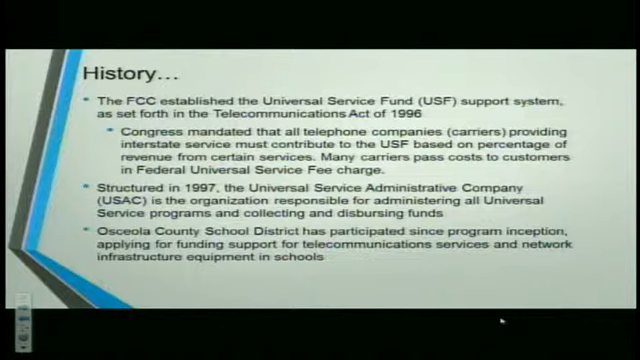 History…
The FCC established the Universal Service Fund (USF) support system,
as set forth in the Telecommunications Act of 1996
Congress mandated that all telephone companies (carriers) providing
interstate service must contribute to the USF based on percentage of
revenue from certain services. Many carriers pass costs to customers
in Federal Universal Service Fee charge.
Structured in 1997, the Universal Service Administrative Company
(USAC) is the organization responsible for administering all Universal
Service programs and collecting and disbursing funds
Osceola County School District has participated since program inception,
applying for funding support for telecommunications services and network
infrastructure equipment in schools